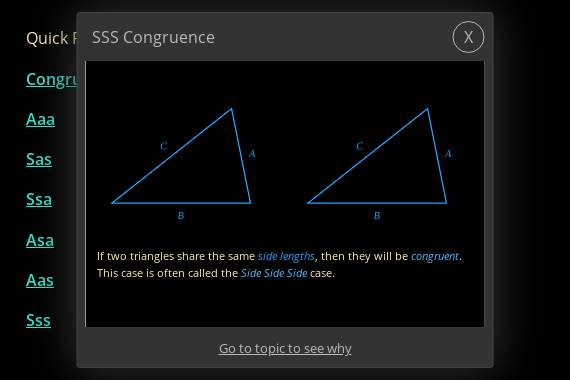 Quick
SSS Congruence
X
Congru
Aaa
Sas
Ssa
Asa
Aas
Sss
C
A
B
C
A
B
If two triangles share the same side lengths, then they will be congruent.
This case is often called the Side Side Side case.
Go to topic to see why